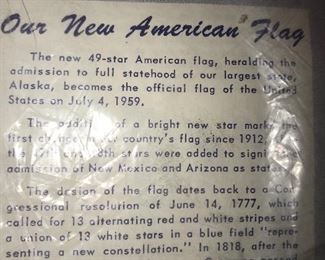 Our New American Flag
The new 49-star American flag, heralding the
admission to full statehood of our largest state,
Alaska, becomes the official flag of the United
States on July 4, 1959.
The addition of a bright new star marks the
first change in our country's flag since 1912,
the 47th and 48th stars were added to signify
admission of New Mexico and Arizona as states.
The design of the flag dates back to a Con-
gressional resolution of June 14, 1777, which
called for 13 alternating red and white stripes and
a union of 13 white stars in a blue field "repre-
senting a new constellation." In 1818, after the